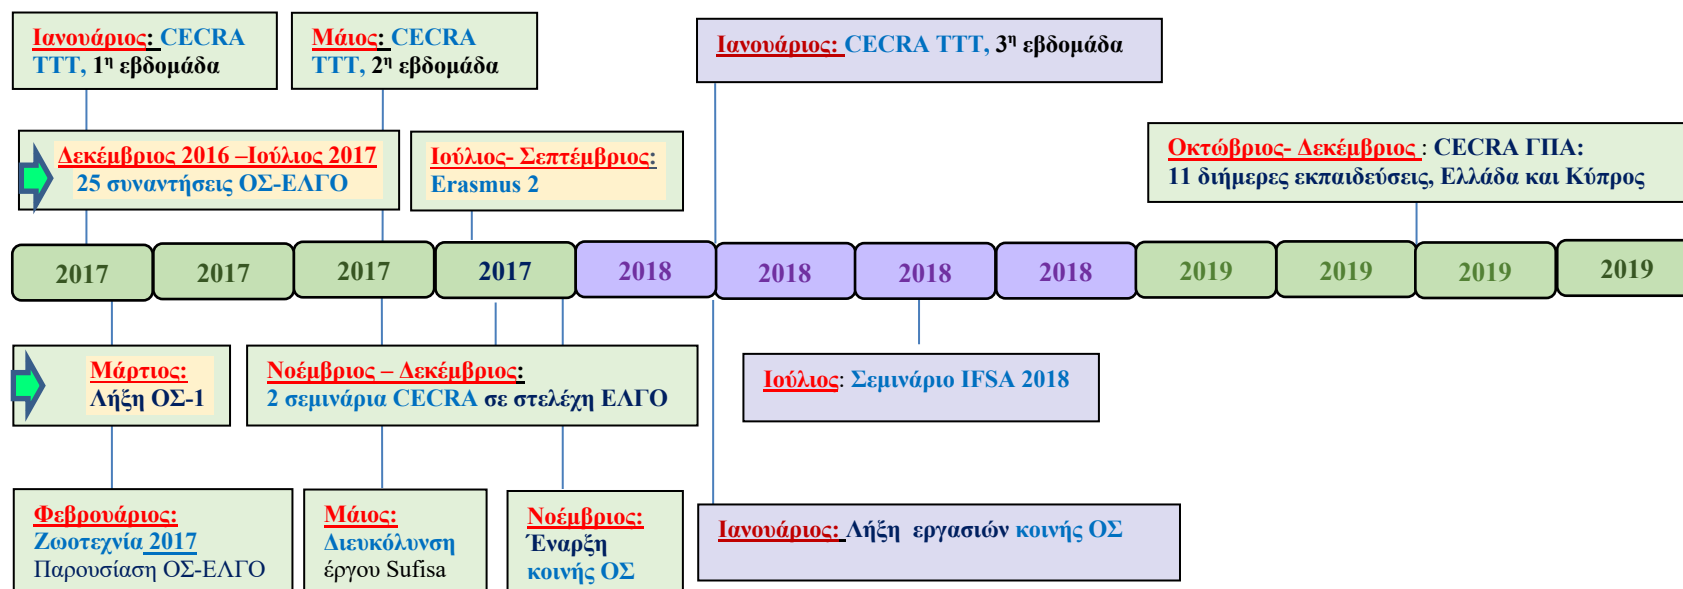 Ιανουάριος: CECRA
TTT, 1η εβδομάδα
Μάιος: CECRA
TTT, 2η εβδομάδα
Ιανουάριος: CECRA TTT, 3η εβδομάδα
Δεκέμβριος 2016 –Ιούλιος 2017
25 συναντήσεις ΟΣ-ΕΛΓΟ
Ιούλιος- Σεπτέμβριος:
Erasmus 2
Οκτώβριος- Δεκέμβριος : CECRA ΓΠΑ:
11 διήμερες εκπαιδεύσεις, Ελλάδα και Κύπρος
2017 2017 2017 2017 2018 2018 2018 2018 2019 2019 2019 2019
Μάρτιος:
Λήξη ΟΣ-1
Νοέμβριος – Δεκέμβριος:
2 σεμινάρια CECRA σε στελέχη ΕΛΓΟ
Ιούλιος: Σεμινάριο IFSA 2018
Φεβρουάριος:
Ζωοτεχνία 2017
Παρουσίαση ΟΣ-ΕΛΓΟ
Μάιος:
Διευκόλυνση
έργου Sufisa
Νοέμβριος:
Έναρξη
κοινής ΟΣ
Ιανουάριος: Λήξη εργασιών κοινής ΟΣ